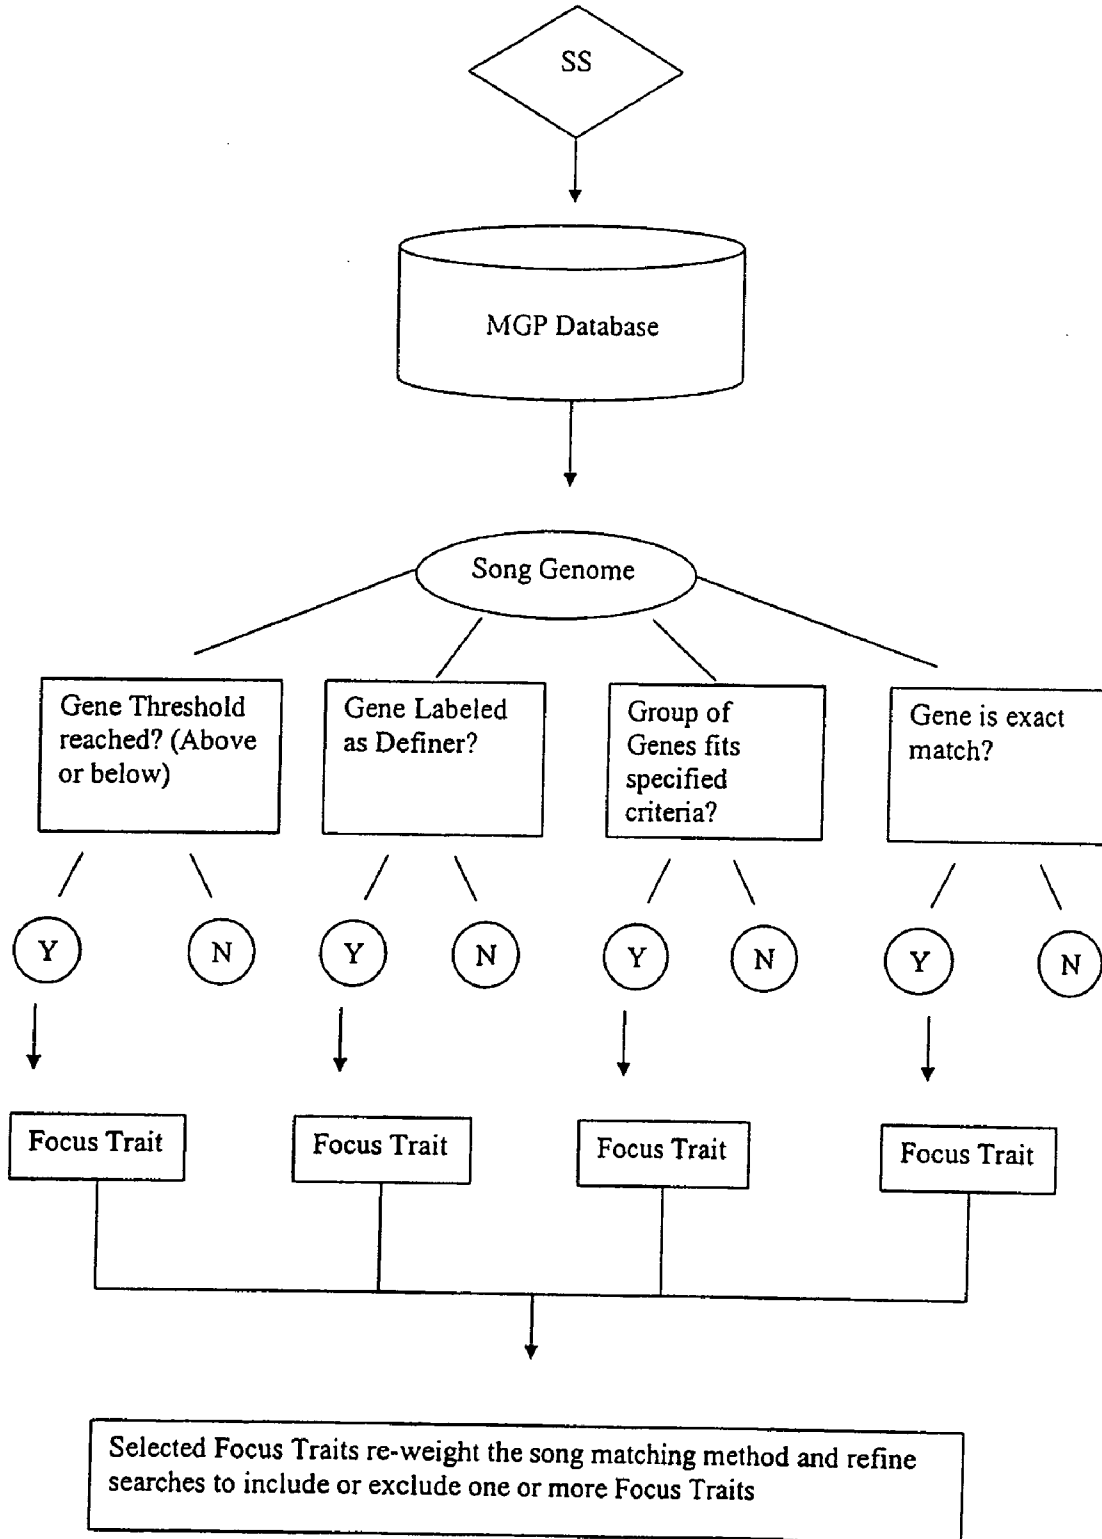 SS
MGP Database
Song Genome
Gene Threshold
reached? (Above
or below)
Gene Labeled
as Definer?
Group of
Genes fits
specified
criteria?
Gene is exact
match?
Y
N
Y
N
Y
N
Y
N
Focus Trait
Focus Trait
Focus Trait
Focus Trait
Selected Focus Traits re-weight the song matching method and refine
searches to include or exclude one or more Focus Traits